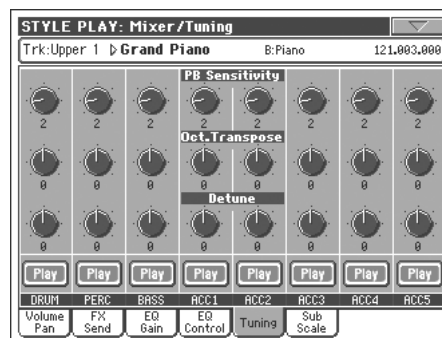 STYLE PLAY: Mixer/Tuning
Trk:Upper 1 ▷Grand Piano B:Piano 121.003.000
PB Sensitivity
2 2 2 2 2 2 2 2
Oct.Transpose
0 0 0 0 0 0 0 0
Detune
0 0 0 0 0 0 0 0
Play Play Play Play Play Play Play Play
DRUM PERC BASS ACC1 ACC2 ACC3 ACC4 ACC5
Volume FX EQ EQ Tuning Sub
Pan Send Gain Control Scale